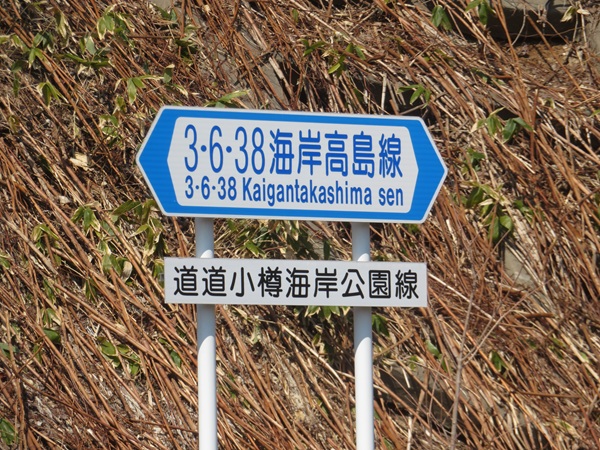 3・6・38海岸高島線
3・6・38 Kaigantakashima sen
道道小樽海岸公園線